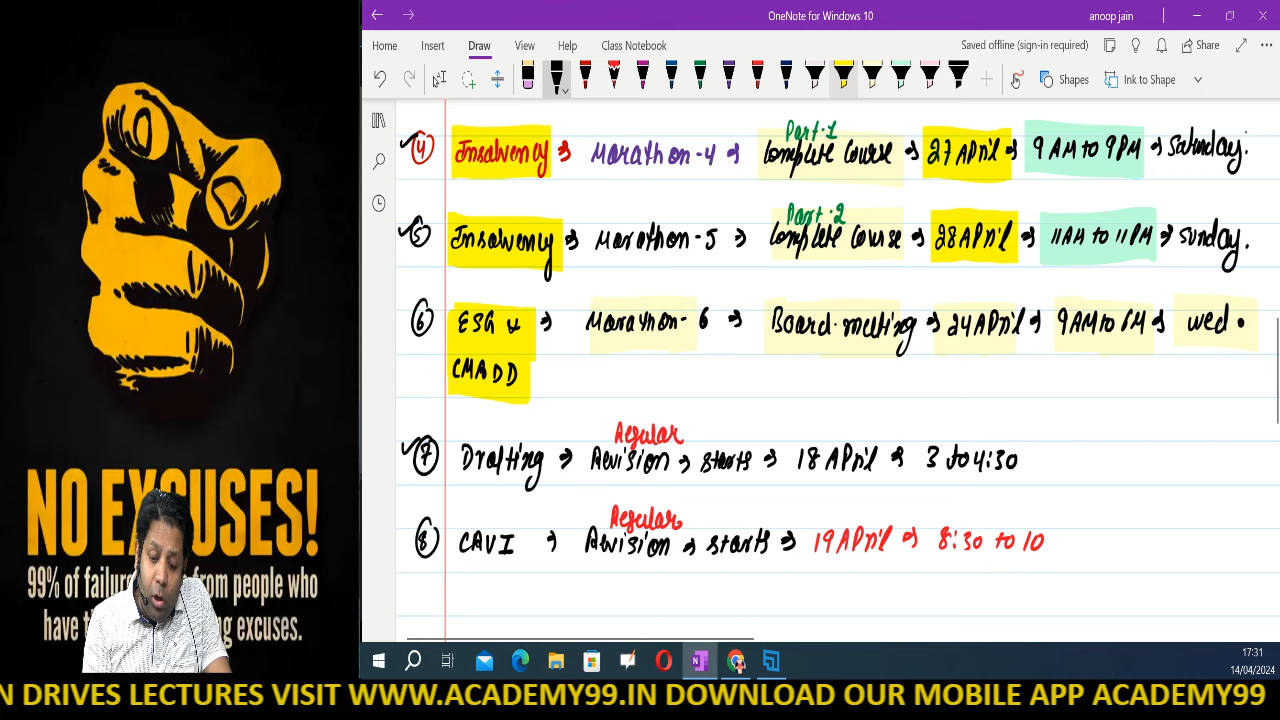 OneNote for Windows 10
anoop jain
Home Insert Draw View Help Class Notebook
Saved offline (sign-in required)
Share
Shapes
Ink to Shape
Part-1
4 Insolvency → Marathon-4 → Complete Course → 27 April → 9 AM to 9 PM → Saturday.
Part-2
5 Insolvency → Marathon-5 → Complete Course → 28 April → 11 AM to 11 PM → Sunday.
6 ESG & → Marathon-6 → Board meeting → 24 April → 9 AM to → Wed
CMADD
Regular
7 Drafting → Revision → starts → 18 April → 3 to 4:30
Regular
8 CAVI → Revision → starts → 19 April → 8:30 to 10
NO EXCUSES!
99% of from people who
have excuses.
17:31
14/04/2024
N DRIVES LECTURES VISIT WWW.ACADEMY99.IN DOWNLOAD OUR MOBILE APP ACADEMY99